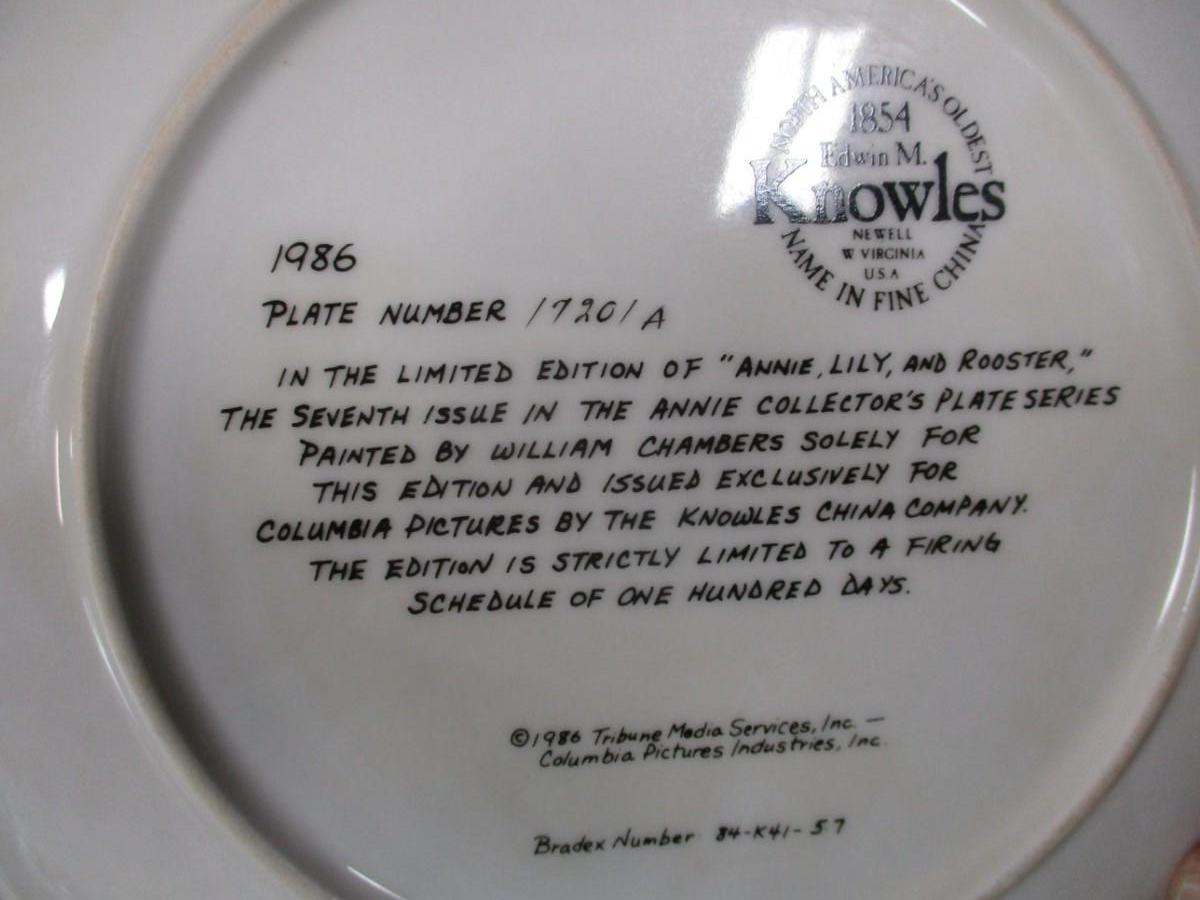 NORTH AMERICA'S OLDEST
1854
Edwin M.
Knowles
NEWELL
W VIRGINIA
U.S.A
NAME IN FINE CHINA
1986
PLATE NUMBER 17201A
IN THE LIMITED EDITION OF "ANNIE, LILY, AND ROOSTER,"
THE SEVENTH ISSUE IN THE ANNIE COLLECTOR'S PLATE SERIES
PAINTED BY WILLIAM CHAMBERS SOLELY FOR
THIS EDITION AND ISSUED EXCLUSIVELY FOR
COLUMBIA PICTURES BY THE KNOWLES CHINA COMPANY.
THE EDITION IS STRICTLY LIMITED TO A FIRING
SCHEDULE OF ONE HUNDRED DAYS.
©1986 Tribune Media Services, Inc. —
Columbia Pictures Industries, Inc.
Bradex Number 84-K41-57